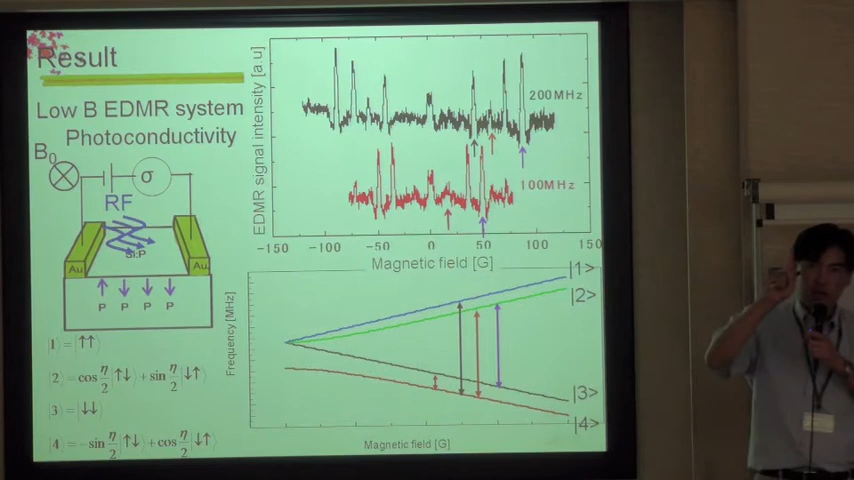 Result
Low B EDMR system
Photoconductivity
B0
σ
RF
Si:P
Au
Au
P P P P
|1⟩=|↑↑⟩
|2⟩=cos η/2|↑↓⟩+sin η/2|↓↑⟩
|3⟩=|↓↓⟩
|4⟩=-sin η/2|↑↓⟩+cos η/2|↓↑⟩
EDMR signal intensity [a.u]
200MHz
100MHz
-150 -100 -50 0 50 100 150
Magnetic field [G]
Frequency [MHz]
|1>
|2>
|3>
|4>
Magnetic field [G]